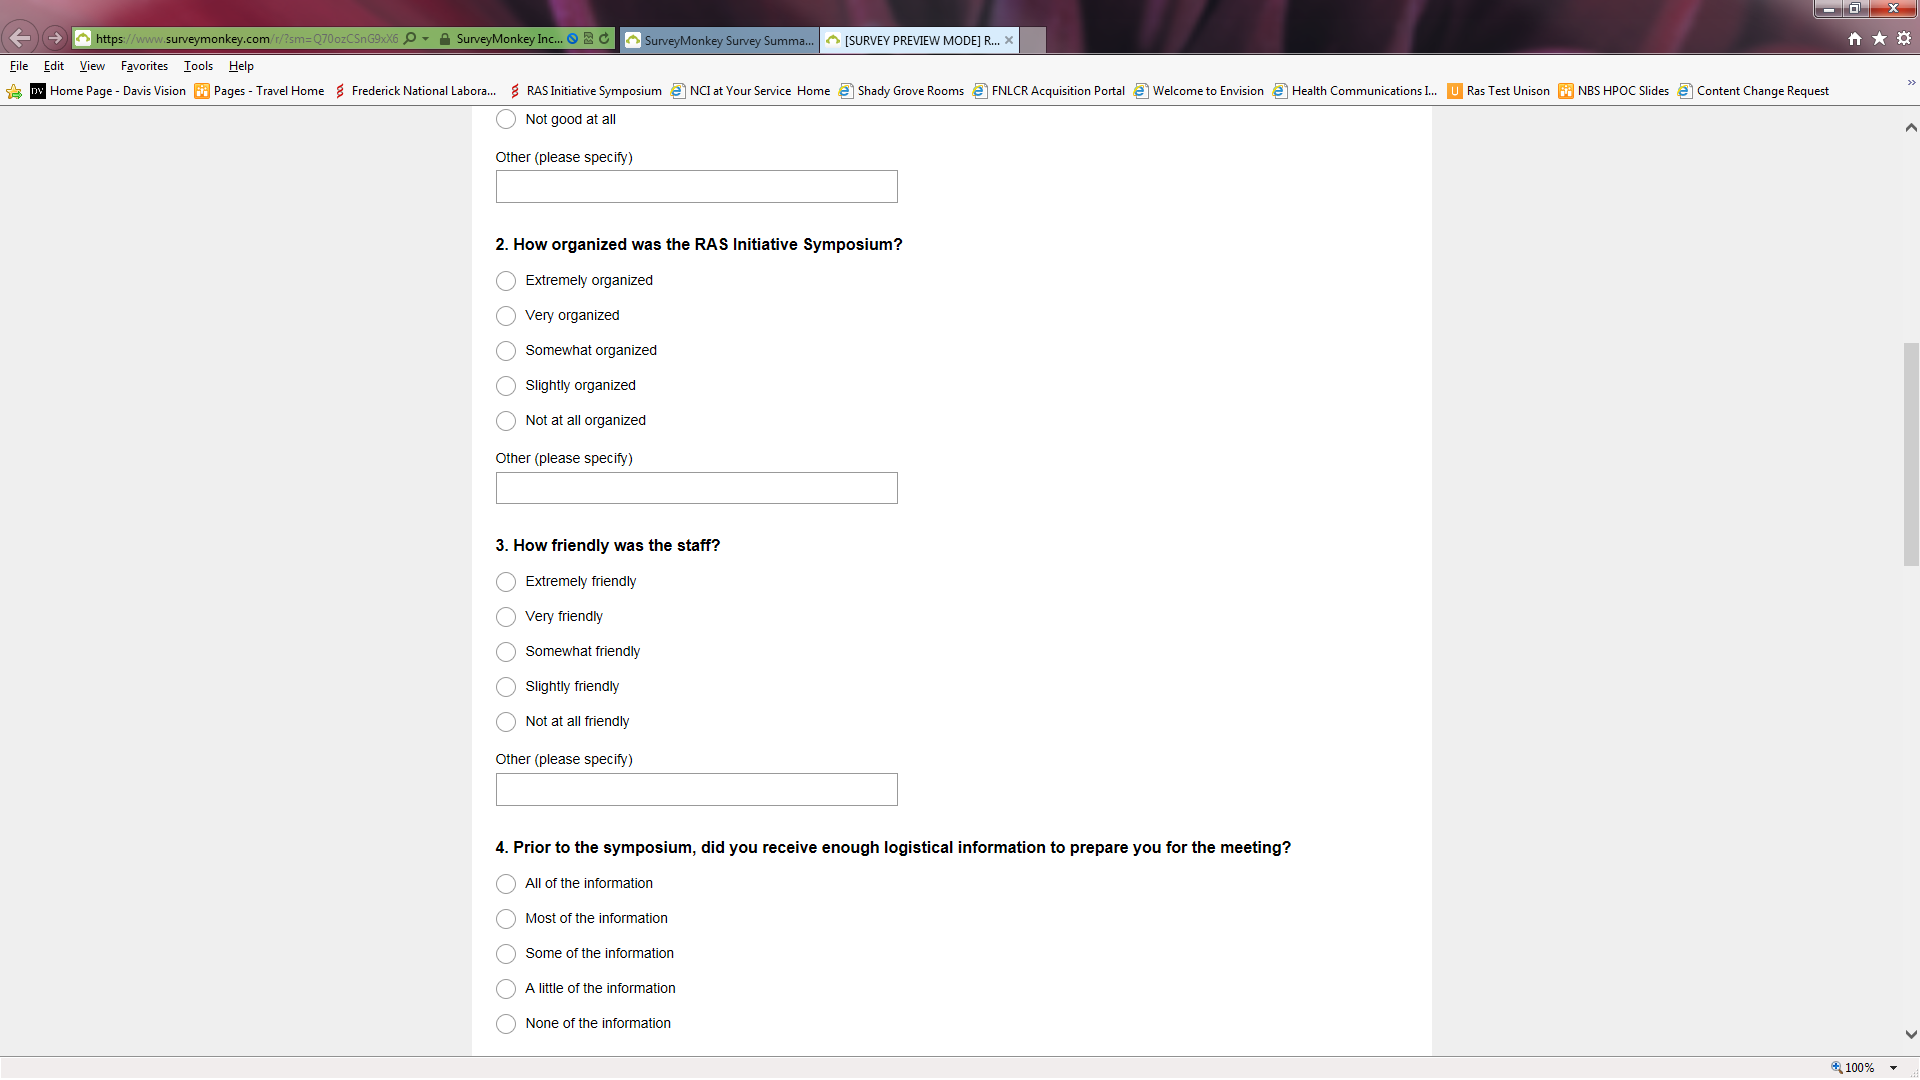 https://www.surveymonkey.com/r/?sm=Q70ozCSnG9xX6 SurveyMonkey Inc... SurveyMonkey Survey Summa... [SURVEY PREVIEW MODE] R...
File Edit View Favorites Tools Help
DV Home Page - Davis Vision Pages - Travel Home Frederick National Labora... RAS Initiative Symposium NCI at Your Service Home Shady Grove Rooms FNLCR Acquisition Portal Welcome to Envision Health Communications I... U Ras Test Unison NBS HPOC Slides Content Change Request
Not good at all
Other (please specify)
2. How organized was the RAS Initiative Symposium?
Extremely organized
Very organized
Somewhat organized
Slightly organized
Not at all organized
Other (please specify)
3. How friendly was the staff?
Extremely friendly
Very friendly
Somewhat friendly
Slightly friendly
Not at all friendly
Other (please specify)
4. Prior to the symposium, did you receive enough logistical information to prepare you for the meeting?
All of the information
Most of the information
Some of the information
A little of the information
None of the information
100%